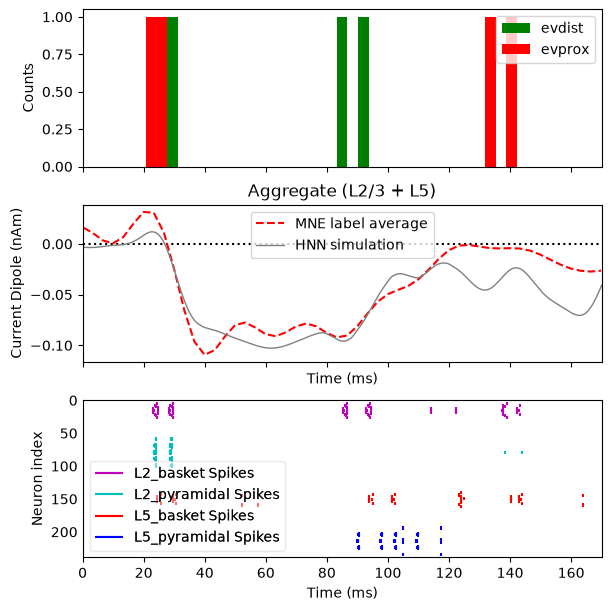 1.00
0.75
0.50
0.25
0.00
Counts
evdist
evprox
Aggregate (L2/3 + L5)
0.00
−0.05
−0.10
Current Dipole (nAm)
MNE label average
HNN simulation
Time (ms)
0
50
100
150
200
Neuron index
L2_basket Spikes
L2_pyramidal Spikes
L5_basket Spikes
L5_pyramidal Spikes
0 20 40 60 80 100 120 140 160
Time (ms)